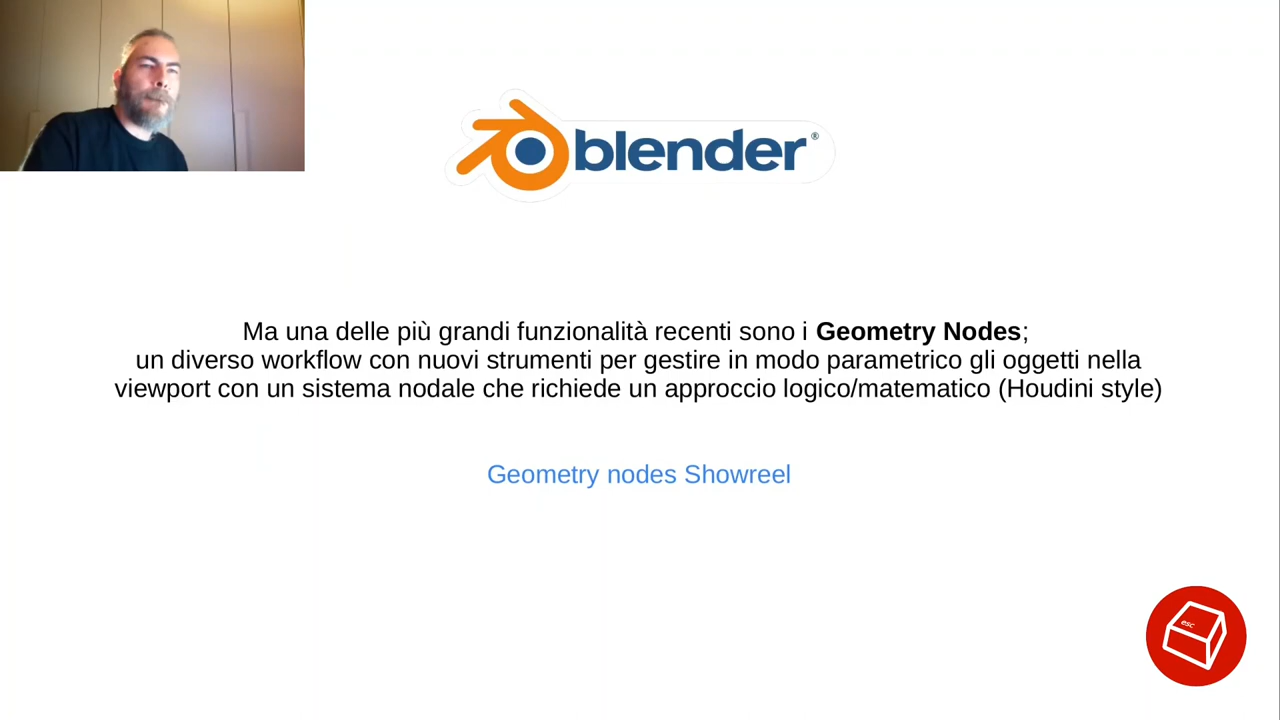 blender®
Ma una delle più grandi funzionalità recenti sono i Geometry Nodes;
un diverso workflow con nuovi strumenti per gestire in modo parametrico gli oggetti nella
viewport con un sistema nodale che richiede un approccio logico/matematico (Houdini style)
Geometry nodes Showreel
esc